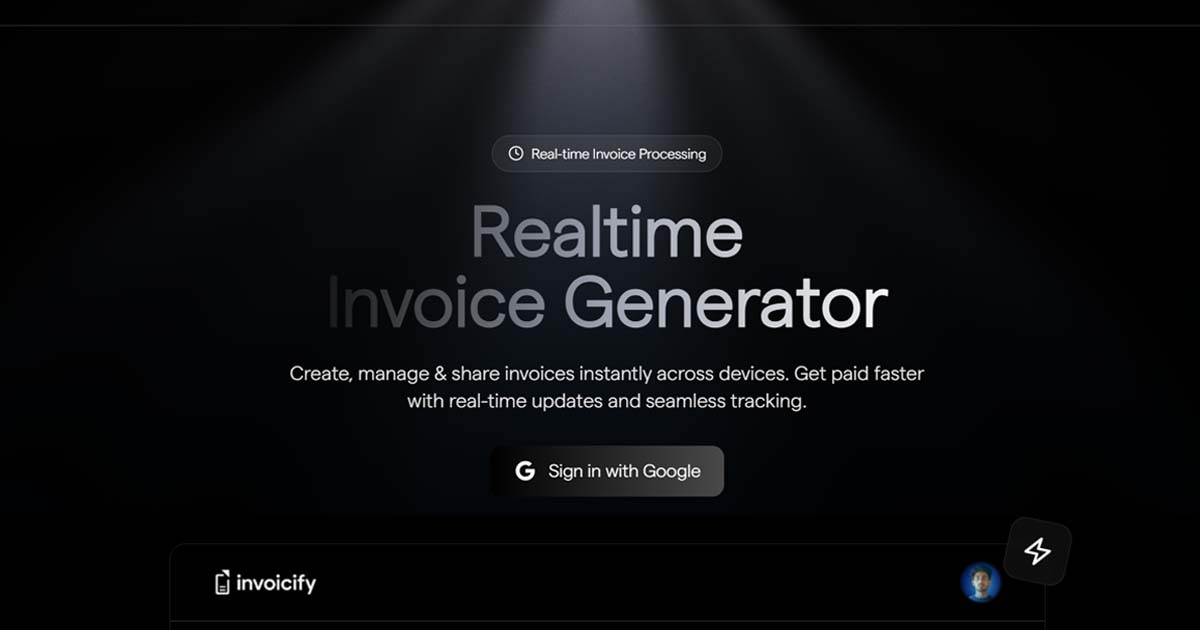 Real-time Invoice Processing
Realtime
Invoice Generator
Create, manage & share invoices instantly across devices. Get paid faster
with real-time updates and seamless tracking.
G Sign in with Google
invoicify